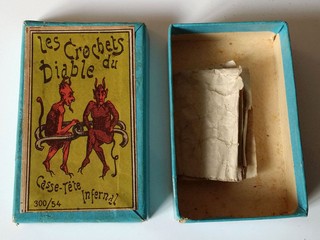 Les Crochets
du
Diable
Casse-Tête
Infernal
300/54